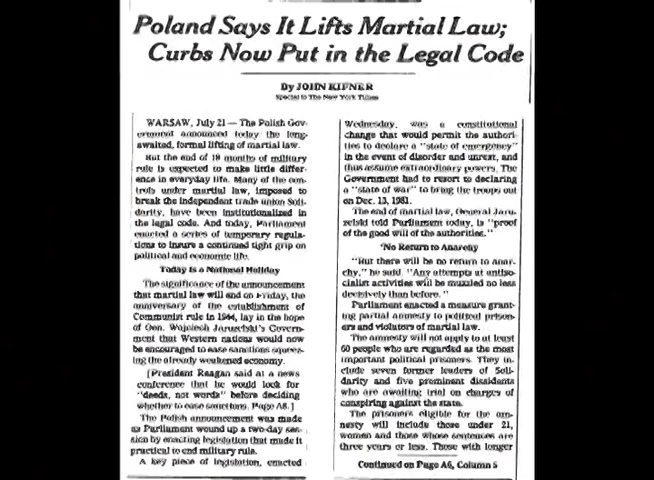 Poland Says It Lifts Martial Law;
Curbs Now Put in the Legal Code
By JOHN KIFNER
Special to The New York Times
WARSAW, July 21 — The Polish Gov-
ernment announced today the long-
awaited, formal lifting of martial law.
But the end of 19 months of military
rule is expected to make little differ-
ence in everyday life. Many of the con-
trols under martial law, imposed to
break the independent trade union Soli-
darity, have been institutionalized in
the legal code. And today, Parliament
enacted a series of temporary regula-
tions to insure a continued tight grip on
political and economic life.
Today Is a National Holiday
The significance of the announcement
that martial law will end on Friday, the
anniversary of the establishment of
Communist rule in 1944, lay in the hope
of Gen. Wojciech Jaruzelski's Govern-
ment that Western nations would now
be encouraged to ease sanctions squeez-
ing the already weakened economy.
[President Reagan said at a news
conference that he would look for
"deeds, not words" before deciding
whether to ease sanctions. Page A8.]
The Polish announcement was made
as Parliament wound up a two-day ses-
sion by enacting legislation that made it
practical to end military rule.
A key piece of legislation, enacted
Wednesday, was a constitutional
change that would permit the authori-
ties to declare a "state of emergency"
in the event of disorder and unrest, and
thus assume extraordinary powers. The
Government had to resort to declaring
a "state of war" to bring the troops out
on Dec. 13, 1981.
The end of martial law, General Jaru-
zelski told Parliament today, is "proof
of the good will of the authorities."
'No Return to Anarchy
"But there will be no return to anar-
chy," he said. "Any attempts at antiso-
cialist activities will be muzzled no less
decisively than before."
Parliament enacted a measure grant-
ing partial amnesty to political prison-
ers and violators of martial law.
The amnesty will not apply to at least
60 people who are regarded as the most
important political prisoners. They in-
clude seven former leaders of Soli-
darity and five prominent dissidents
who are awaiting trial on charges of
conspiring against the state.
The prisoners eligible for the am-
nesty will include those under 21,
women and those whose sentences are
three years or less. Those with longer
Continued on Page A6, Column 5